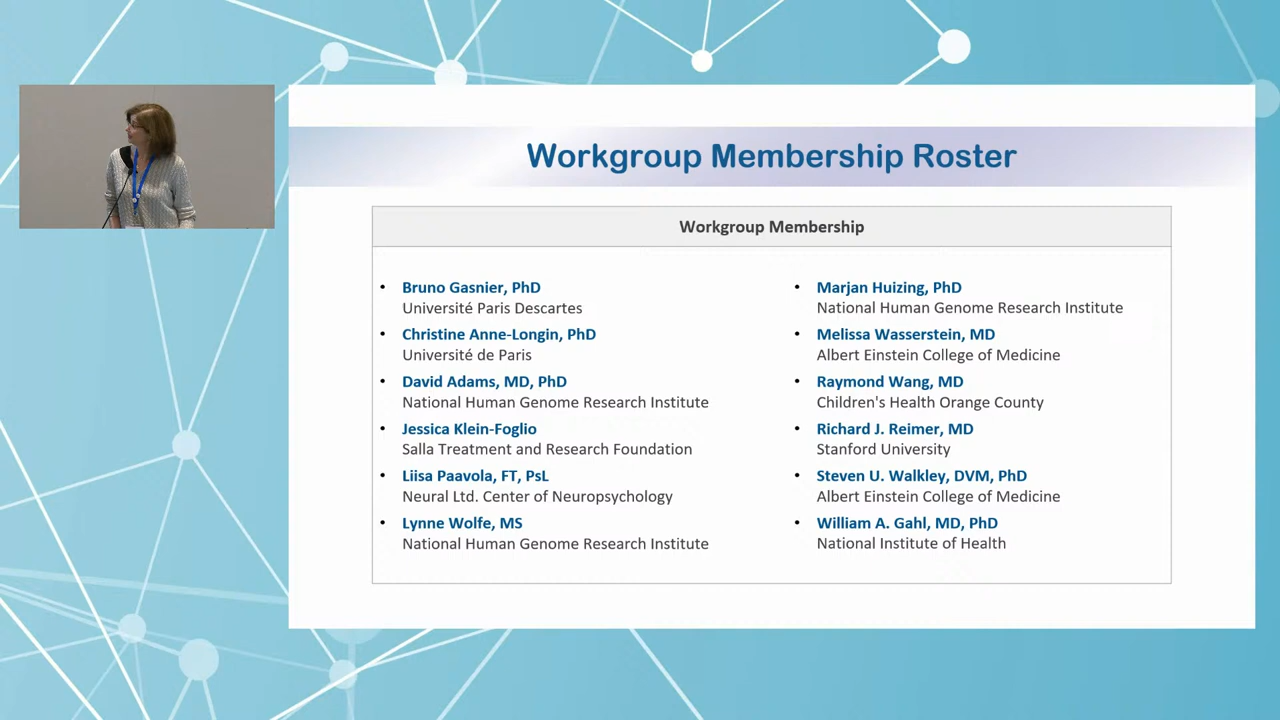 Workgroup Membership Roster
Workgroup Membership
• Bruno Gasnier, PhD
Université Paris Descartes
• Christine Anne-Longin, PhD
Université de Paris
• David Adams, MD, PhD
National Human Genome Research Institute
• Jessica Klein-Foglio
Salla Treatment and Research Foundation
• Liisa Paavola, FT, PsL
Neural Ltd. Center of Neuropsychology
• Lynne Wolfe, MS
National Human Genome Research Institute
• Marjan Huizing, PhD
National Human Genome Research Institute
• Melissa Wasserstein, MD
Albert Einstein College of Medicine
• Raymond Wang, MD
Children's Health Orange County
• Richard J. Reimer, MD
Stanford University
• Steven U. Walkley, DVM, PhD
Albert Einstein College of Medicine
• William A. Gahl, MD, PhD
National Institute of Health